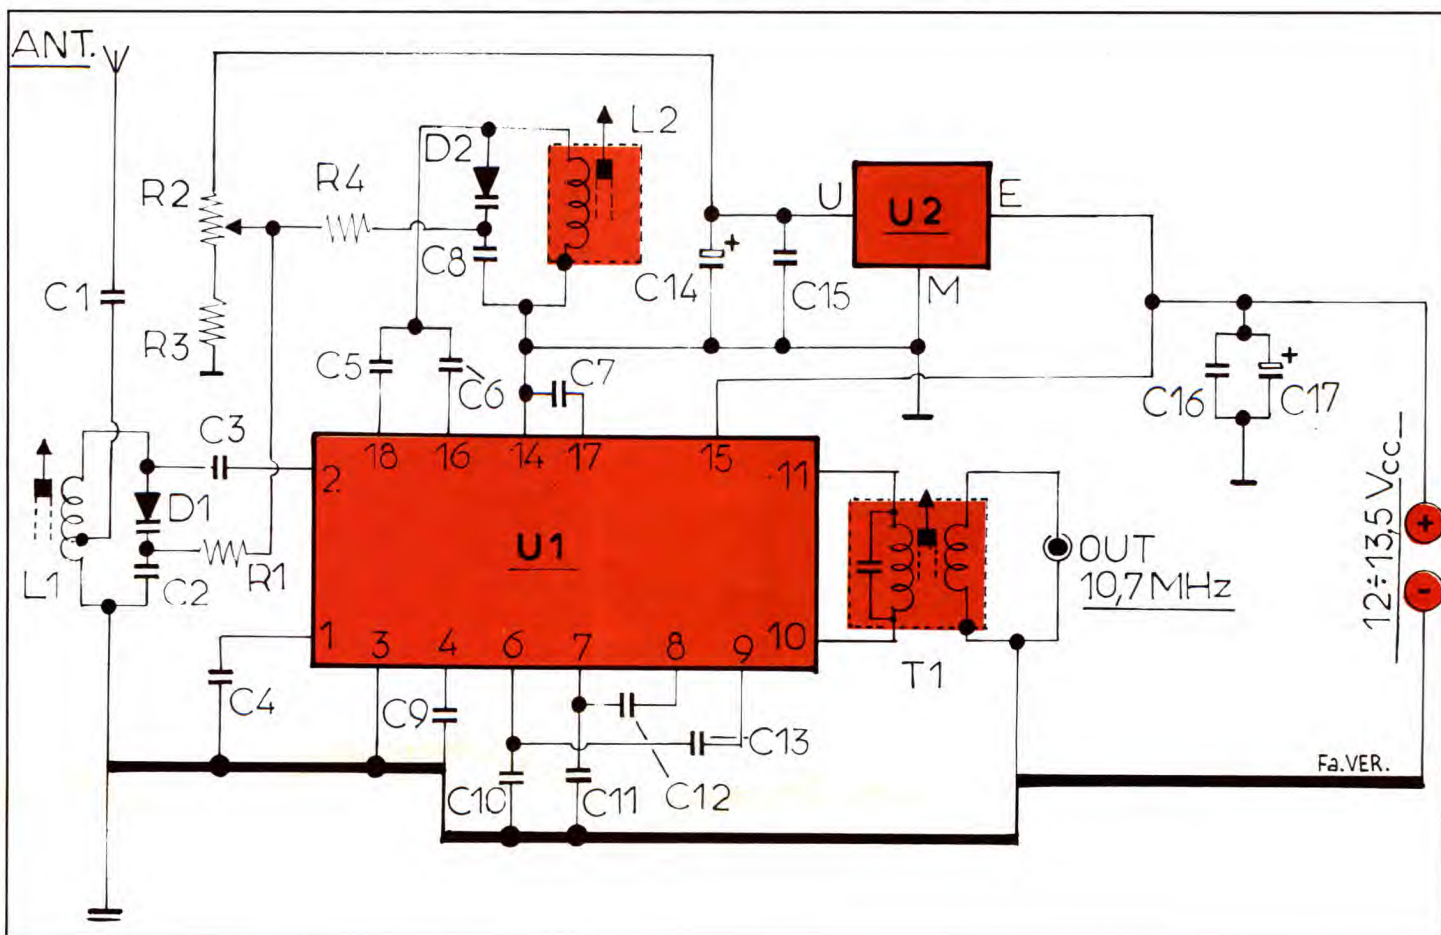 ANT.
L2
D2
R4
R2
U
U2
E
C8
C14
C15
M
C1
R3
C5
C6
C7
C16
C17
12÷13,5 Vcc
C3
18
16
14
17
15
2
11
D1
U1
OUT
10,7 MHz
R1
C2
L1
1
3
4
6
7
8
9
10
T1
C4
C9
C13
C10
C11
C12
Fa.VER.
+
-
+
+